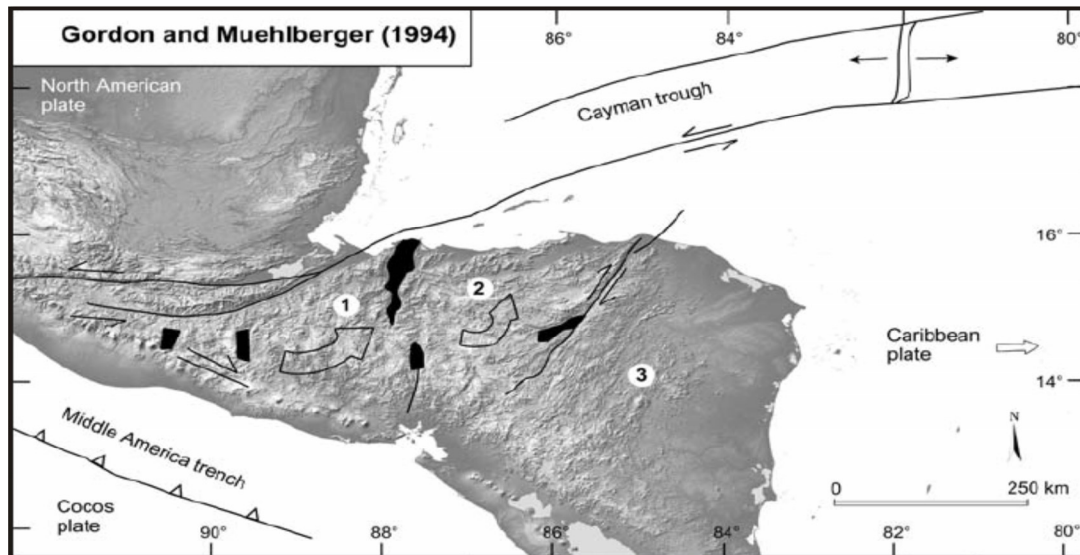 Gordon and Muehlberger (1994)
86°
84°
82°
80°
North American
plate
Cayman trough
16°
1
2
Caribbean
plate
3
14°
Middle America trench
N
0
250 km
Cocos
plate
90°
88°
86°
84°
82°
80°